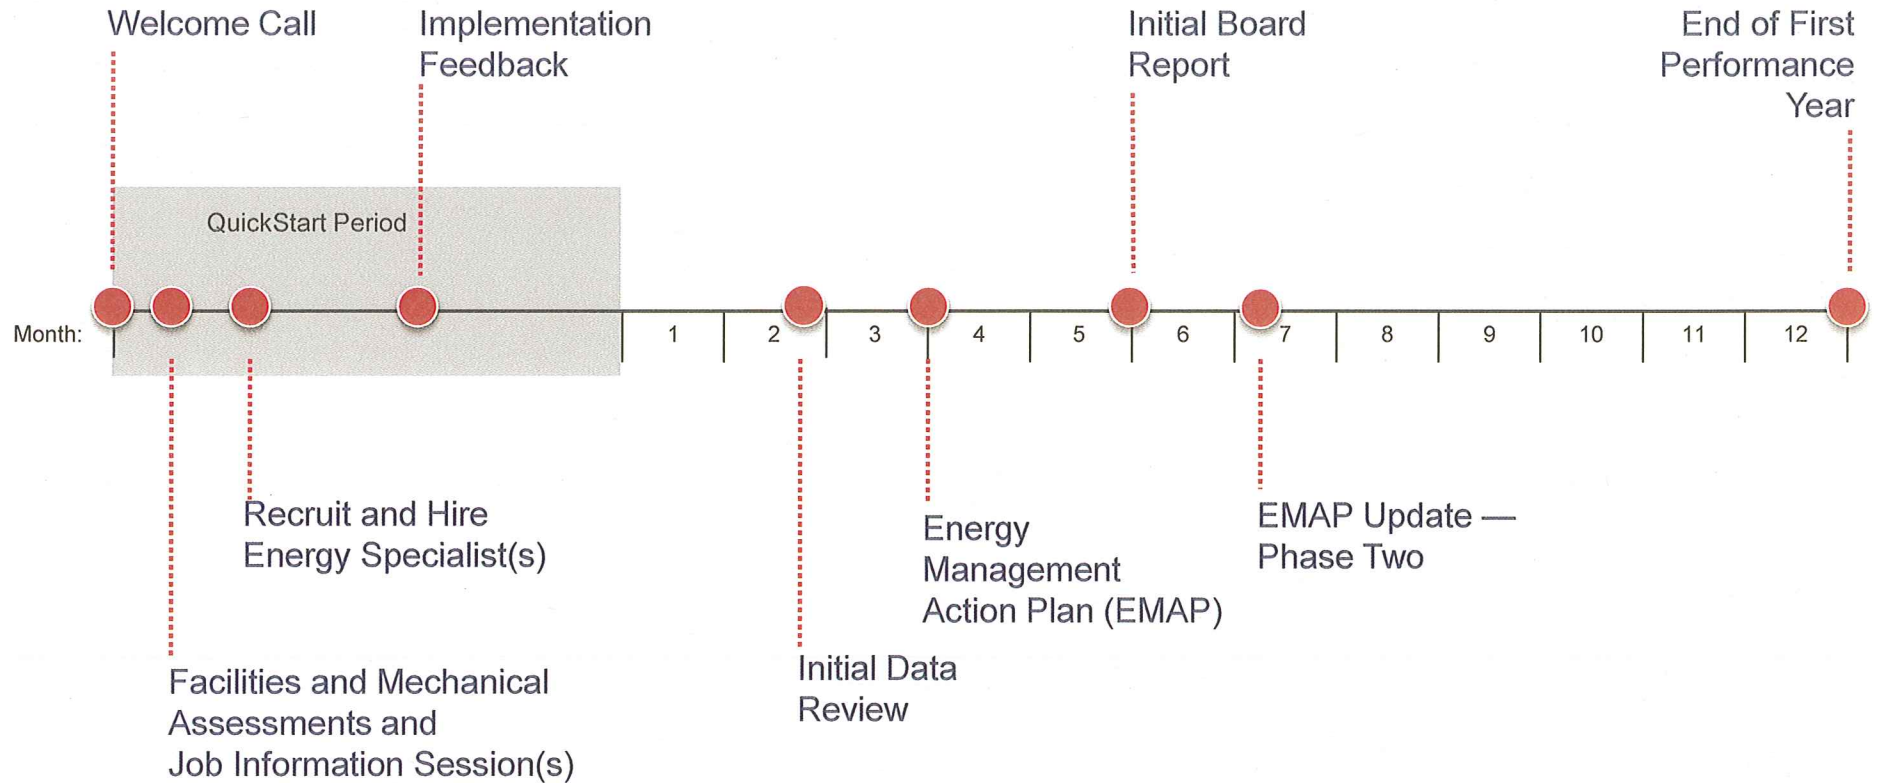 Welcome Call
Implementation
Feedback
Initial Board
Report
End of First
Performance
Year
QuickStart Period
Month:
1 2 3 4 5 6 7 8 9 10 11 12
Recruit and Hire
Energy Specialist(s)
Energy
Management
Action Plan (EMAP)
EMAP Update —
Phase Two
Facilities and Mechanical
Assessments and
Job Information Session(s)
Initial Data
Review